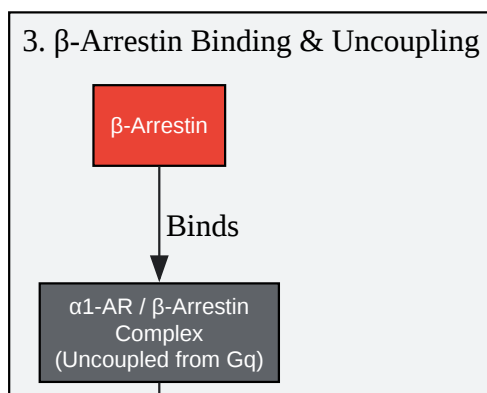 3. β-Arrestin Binding & Uncoupling
β-Arrestin
Binds
α1-AR / β-Arrestin
Complex
(Uncoupled from Gq)